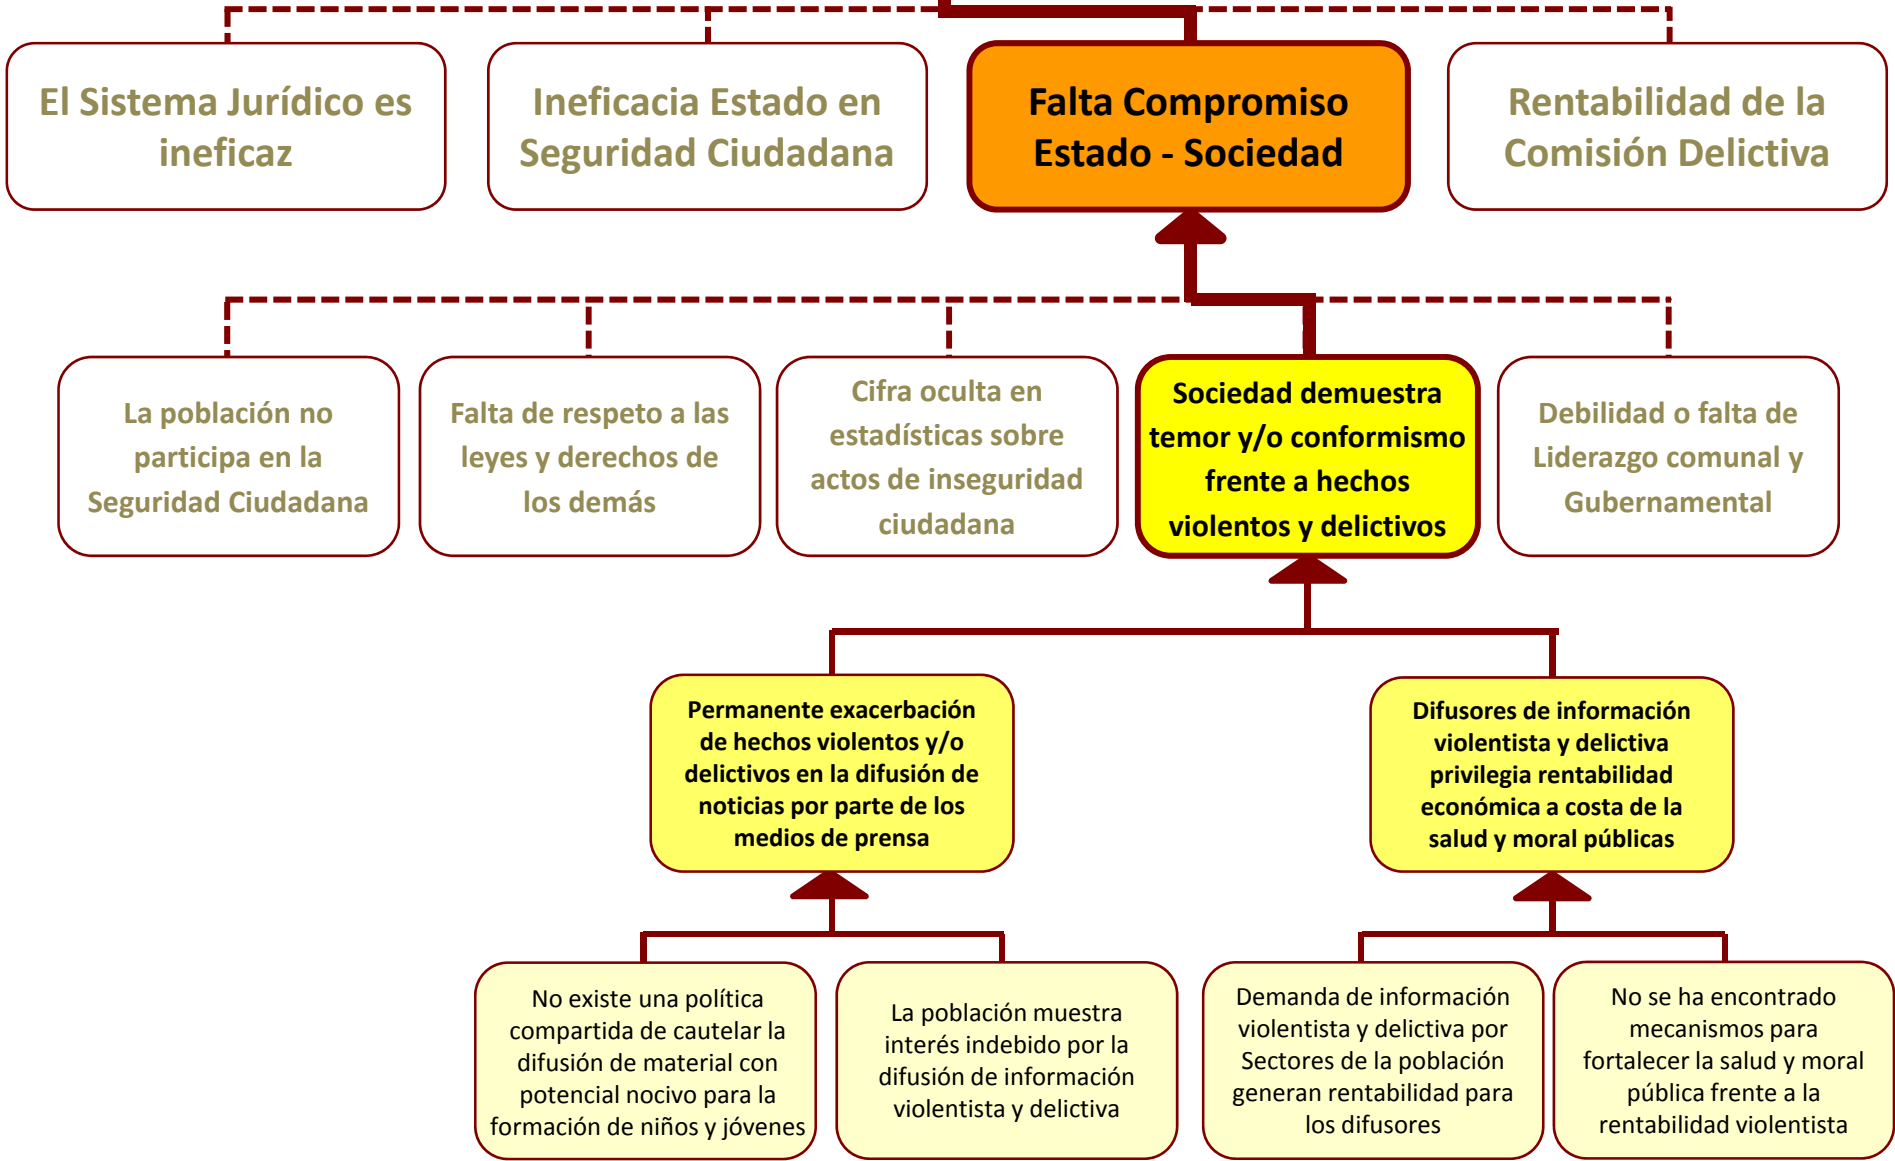 El Sistema Jurídico es
ineficaz
Ineficacia Estado en
Seguridad Ciudadana
Falta Compromiso
Estado - Sociedad
Rentabilidad de la
Comisión Delictiva
La población no
participa en la
Seguridad Ciudadana
Falta de respeto a las
leyes y derechos de
los demás
Cifra oculta en
estadísticas sobre
actos de inseguridad
ciudadana
Sociedad demuestra
temor y/o conformismo
frente a hechos
violentos y delictivos
Debilidad o falta de
Liderazgo comunal y
Gubernamental
Permanente exacerbación
de hechos violentos y/o
delictivos en la difusión de
noticias por parte de los
medios de prensa
Difusores de información
violentista y delictiva
privilegia rentabilidad
económica a costa de la
salud y moral públicas
No existe una política
compartida de cautelar la
difusión de material con
potencial nocivo para la
formación de niños y jóvenes
La población muestra
interés indebido por la
difusión de información
violentista y delictiva
Demanda de información
violentista y delictiva por
Sectores de la población
generan rentabilidad para
los difusores
No se ha encontrado
mecanismos para
fortalecer la salud y moral
pública frente a la
rentabilidad violentista